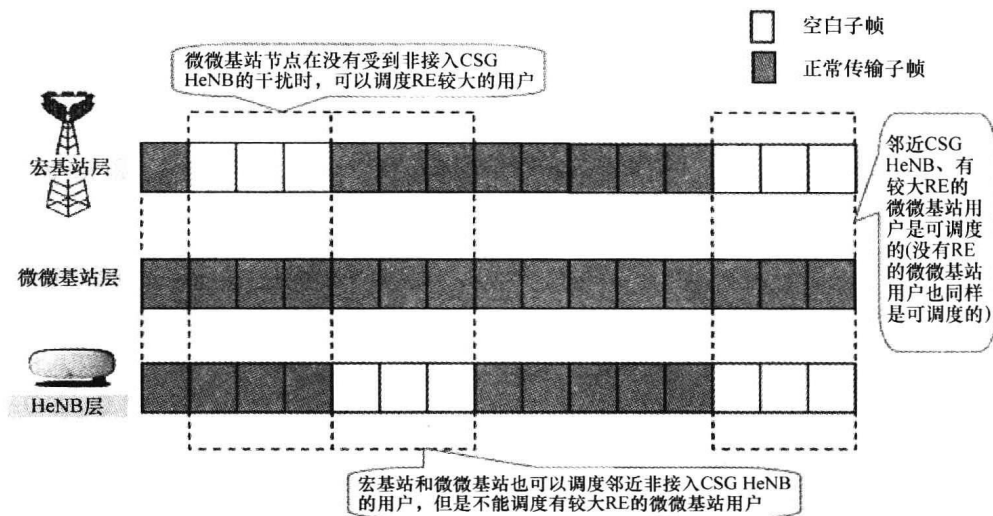 空白子帧
正常传输子帧
微微基站节点在没有受到非接入CSG
HeNB的干扰时，可以调度RE较大的用户
宏基站层
邻近CSG
HeNB、有
较大RE的
微微基站用
户是可调度
的(没有RE
的微微基站
用户也同样
是可调度的)
微微基站层
HeNB层
宏基站和微微基站也可以调度邻近非接入CSG HeNB
的用户，但是不能调度有较大RE的微微基站用户